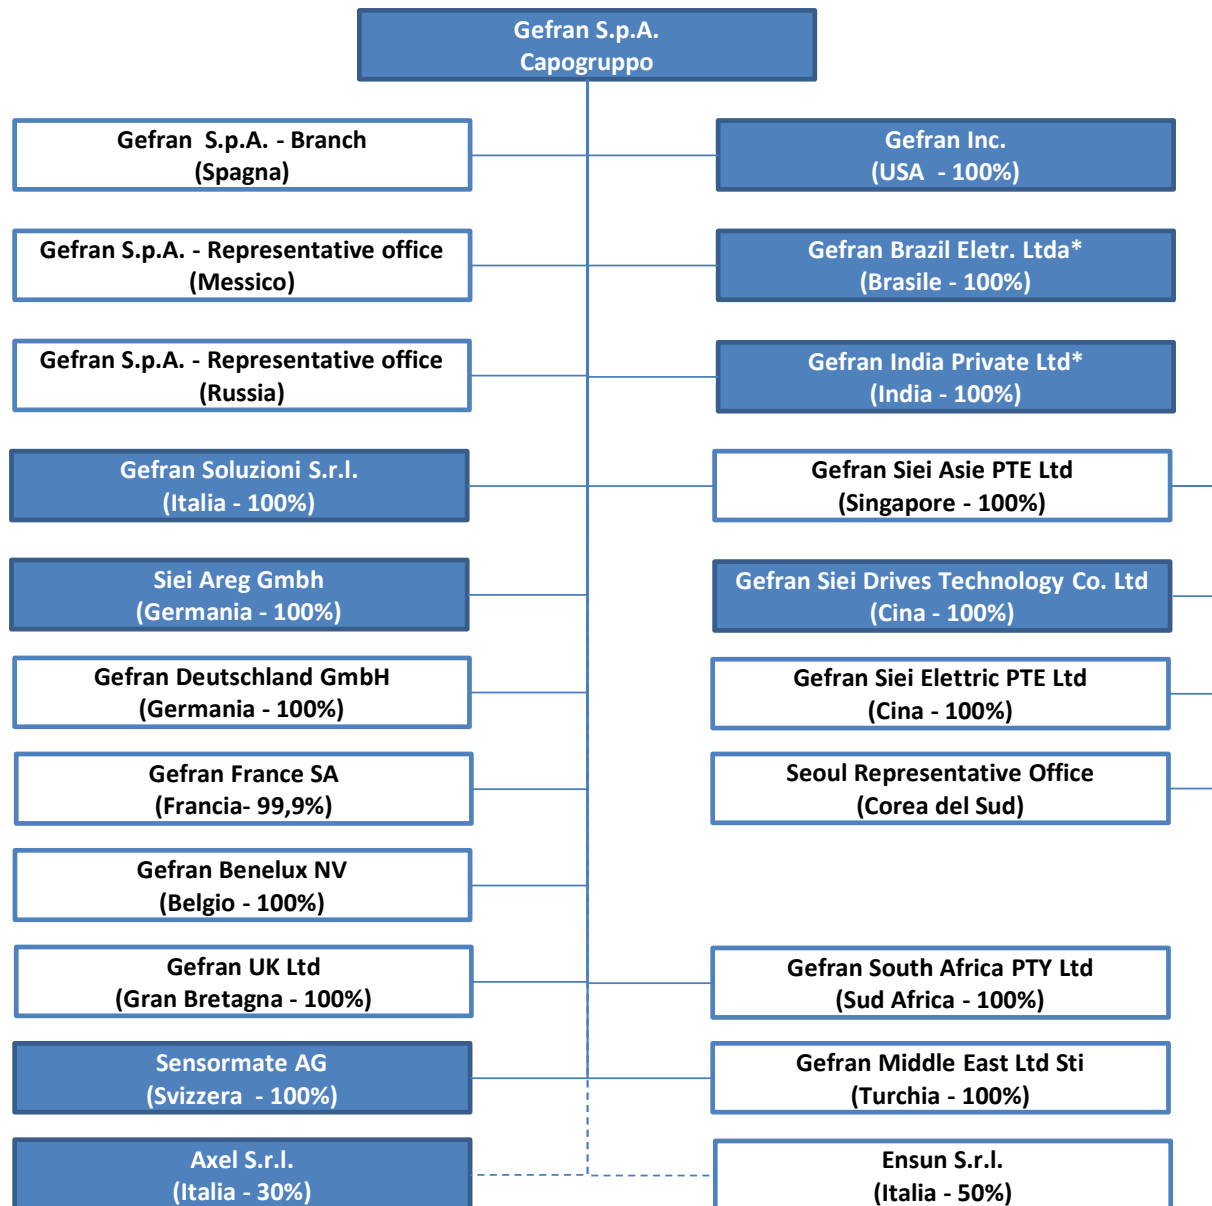 Gefran S.p.A.
Capogruppo
Gefran S.p.A. - Branch
(Spagna)
Gefran Inc.
(USA - 100%)
Gefran S.p.A. - Representative office
(Messico)
Gefran Brazil Eletr. Ltda*
(Brasile - 100%)
Gefran S.p.A. - Representative office
(Russia)
Gefran India Private Ltd*
(India - 100%)
Gefran Soluzioni S.r.l.
(Italia - 100%)
Gefran Siei Asie PTE Ltd
(Singapore - 100%)
Siei Areg Gmbh
(Germania - 100%)
Gefran Siei Drives Technology Co. Ltd
(Cina - 100%)
Gefran Deutschland GmbH
(Germania - 100%)
Gefran Siei Elettric PTE Ltd
(Cina - 100%)
Gefran France SA
(Francia- 99,9%)
Seoul Representative Office
(Corea del Sud)
Gefran Benelux NV
(Belgio - 100%)
Gefran UK Ltd
(Gran Bretagna - 100%)
Gefran South Africa PTY Ltd
(Sud Africa - 100%)
Sensormate AG
(Svizzera - 100%)
Gefran Middle East Ltd Sti
(Turchia - 100%)
Axel S.r.l.
(Italia - 30%)
Ensun S.r.l.
(Italia - 50%)